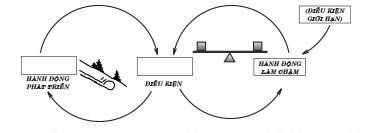 (ĐIỀU KIỆN
GIỚI HẠN)
HÀNH ĐỘNG
PHÁT TRIỂN
ĐIỀU KIỆN
HÀNH ĐỘNG
LÀM CHẬM